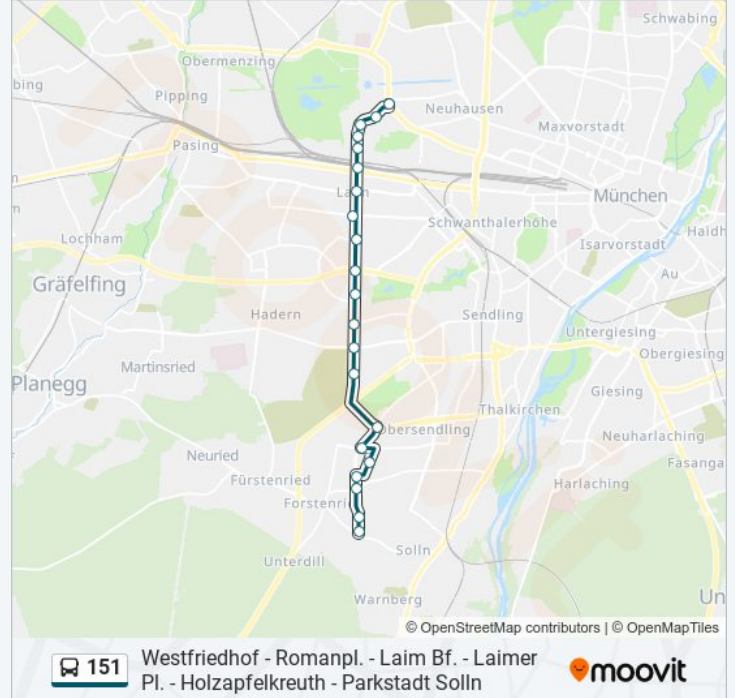 Schwabing
Obermenzing
bing
Pipping
Neuhausen
Maxvorstadt
Pasing
m
Laim
München
n
Schwanthalerhöhe
Haidh
Lochham
Isarvorstadt
Au
Gräfelfing
Hadern
Sendling
Untergiesing
Obergiesing
Martinsried
Planegg
Giesing
Thalkirchen
Obersendling
Neuharlaching
Neuried
Fasanga
Fürstenried
Harlaching
Forstenrie
Solln
Unterdill
Warnberg
Un
© OpenStreetMap contributors | © OpenMapTiles
151
Westfriedhof - Romanpl. - Laim Bf. - Laimer
Pl. - Holzapfelkreuth - Parkstadt Solln
moovit